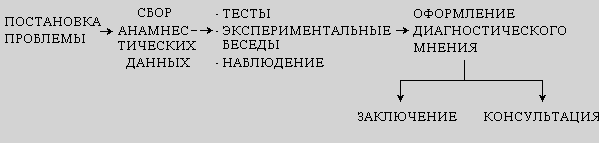 ПОСТАНОВКА
ПРОБЛЕМЫ
СБОР
АНАМНЕС-
ТИЧЕСКИХ
ДАННЫХ
- ТЕСТЫ
- ЭКСПЕРИМЕНТАЛЬНЫЕ
БЕСЕДЫ
- НАБЛЮДЕНИЕ
ОФОРМЛЕНИЕ
ДИАГНОСТИЧЕСКОГО
МНЕНИЯ
ЗАКЛЮЧЕНИЕ
КОНСУЛЬТАЦИЯ